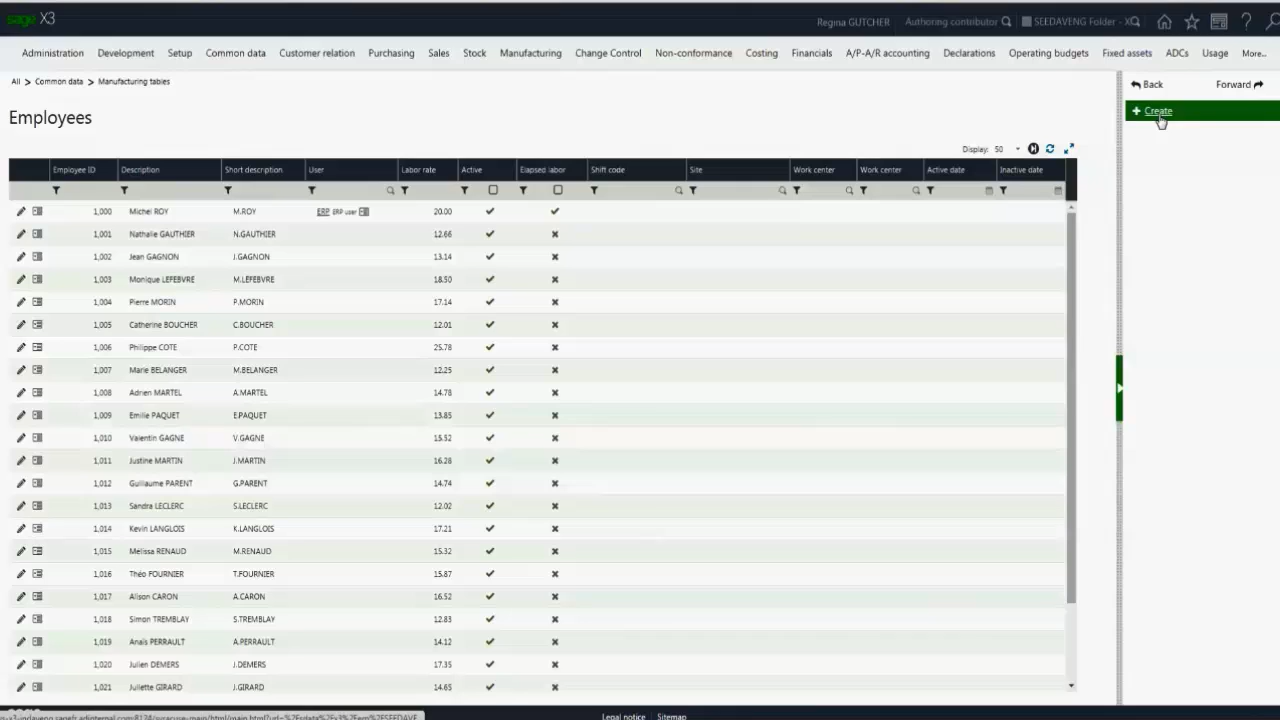 sage X3
Regina GUTCHER Authoring contributor SEEDAVENG Folder - X
Administration Development Setup Common data Customer relation Purchasing Sales Stock Manufacturing Change Control Non-conformance Costing Financials A/P-A/R accounting Declarations Operating budgets Fixed assets ADCs Usage More...
All > Common data > Manufacturing tables
Back Forward
Create
Employees
Display: 50
Employee ID Description Short description User Labor rate Active Elapsed labor Shift code Site Work center Work center Active date Inactive date
1,000 Michel ROY M.ROY ERP ERP user 20.00
1,001 Nathalie GAUTHIER N.GAUTHIER 12.66
1,002 Jean GAGNON J.GAGNON 13.14
1,003 Monique LEFEBVRE M.LEFEBVRE 18.50
1,004 Pierre MORIN P.MORIN 17.14
1,005 Catherine BOUCHER C.BOUCHER 12.01
1,006 Philippe COTE P.COTE 25.78
1,007 Marie BELANGER M.BELANGER 12.25
1,008 Adrien MARTEL A.MARTEL 14.78
1,009 Emilie PAQUET E.PAQUET 13.85
1,010 Valentin GAGNE V.GAGNE 15.52
1,011 Justine MARTIN J.MARTIN 16.28
1,012 Guillaume PARENT G.PARENT 14.74
1,013 Sandra LECLERC S.LECLERC 12.02
1,014 Kevin LANGLOIS K.LANGLOIS 17.21
1,015 Melissa RENAUD M.RENAUD 15.32
1,016 Théo FOURNIER T.FOURNIER 15.87
1,017 Alison CARON A.CARON 16.52
1,018 Simon TREMBLAY S.TREMBLAY 12.83
1,019 Anaïs PERRAULT A.PERRAULT 14.12
1,020 Julien DEMERS J.DEMERS 17.35
1,021 Juliette GIRARD J.GIRARD 14.65
Legal notice Sitemap